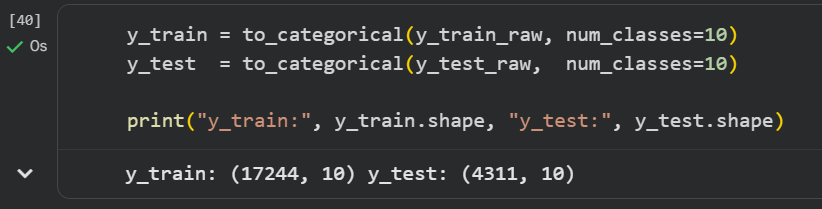 [40]
0s
y_train = to_categorical(y_train_raw, num_classes=10)
y_test  = to_categorical(y_test_raw,  num_classes=10)
print("y_train:", y_train.shape, "y_test:", y_test.shape)
y_train: (17244, 10) y_test: (4311, 10)